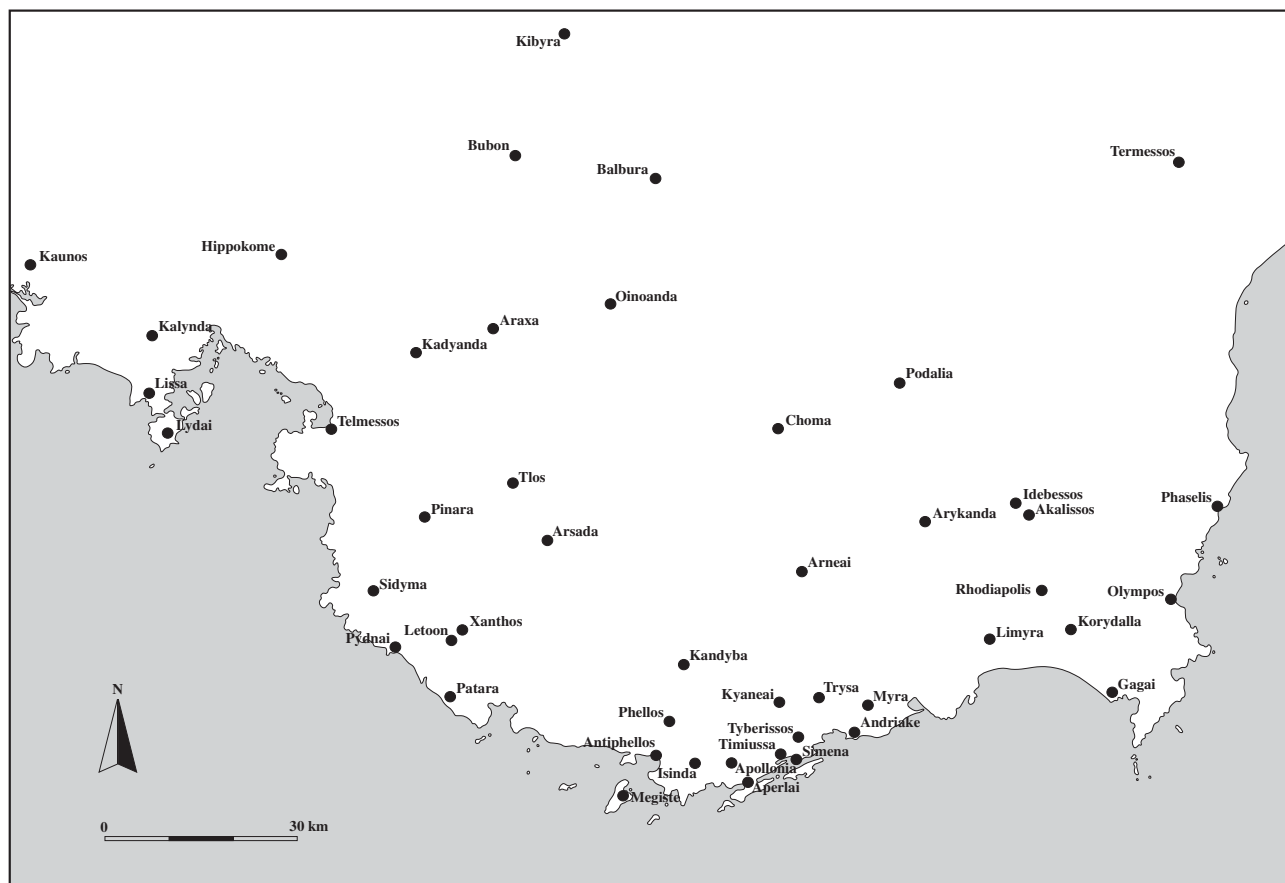 Kibyra
Bubon
Balbura
Termessos
Hippokome
Kaunos
Oinoanda
Araxa
Kalynda
Kadyanda
Podalia
Lissa
Lydai
Telmessos
Choma
Tlos
Pinara
Idebessos
Phaselis
Akalissos
Arykanda
Arsada
Arneai
Sidyma
Rhodiapolis
Olympos
Xanthos
Letoon
Korydalla
Pydnai
Limyra
Kandyba
Patara
Trysa
Gagai
N
Kyaneai
Myra
Phellos
Tyberissos
Andriake
Antiphellos
Timiussa
Simena
Isinda
Apollonia
Aperlai
Megiste
0
30 km